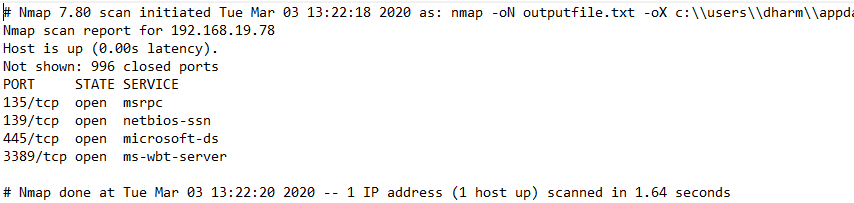 # Nmap 7.80 scan initiated Tue Mar 03 13:22:18 2020 as: nmap -oN outputfile.txt -oX c:\\users\\dharm\\appda
Nmap scan report for 192.168.19.78
Host is up (0.00s latency).
Not shown: 996 closed ports
PORT     STATE SERVICE
135/tcp  open  msrpc
139/tcp  open  netbios-ssn
445/tcp  open  microsoft-ds
3389/tcp open  ms-wbt-server
# Nmap done at Tue Mar 03 13:22:20 2020 -- 1 IP address (1 host up) scanned in 1.64 seconds